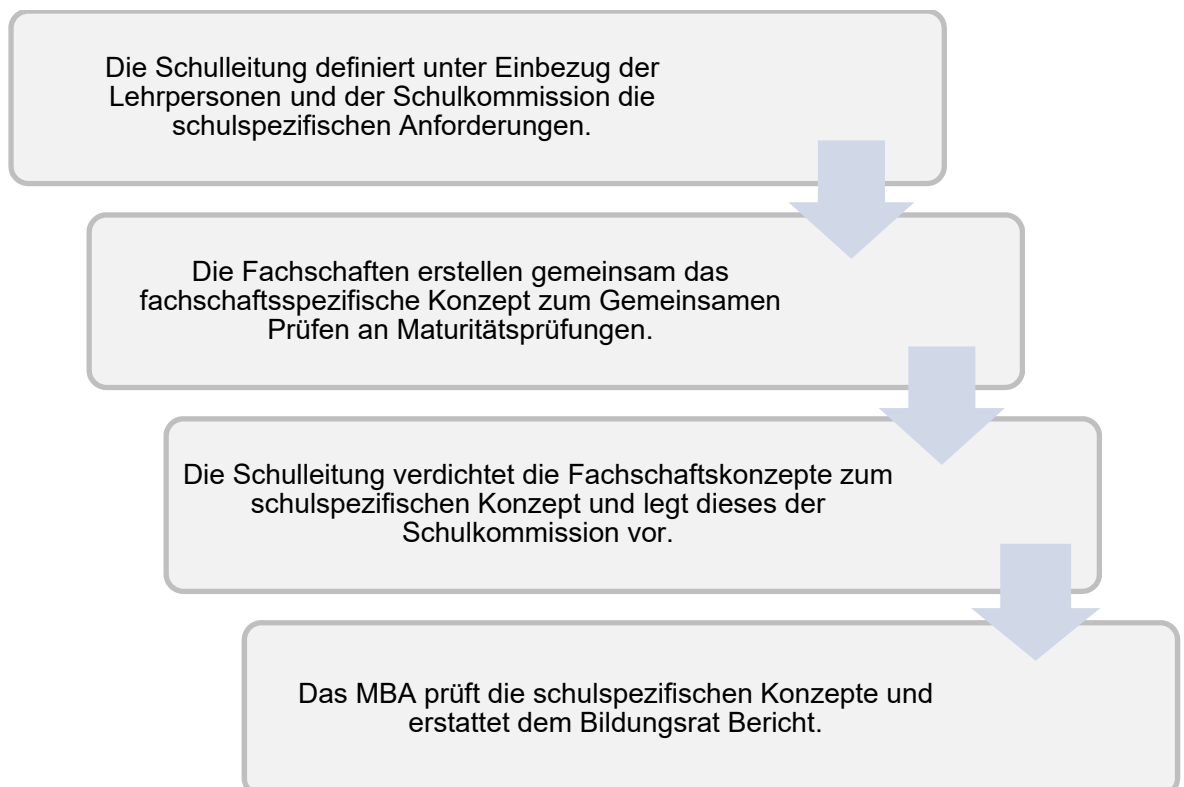 Die Schulleitung definiert unter Einbezug der
Lehrpersonen und der Schulkommission die
schulspezifischen Anforderungen.
Die Fachschaften erstellen gemeinsam das
fachschaftsspezifische Konzept zum Gemeinsamen
Prüfen an Maturitätsprüfungen.
Die Schulleitung verdichtet die Fachschaftskonzepte zum
schulspezifischen Konzept und legt dieses der
Schulkommission vor.
Das MBA prüft die schulspezifischen Konzepte und
erstattet dem Bildungsrat Bericht.